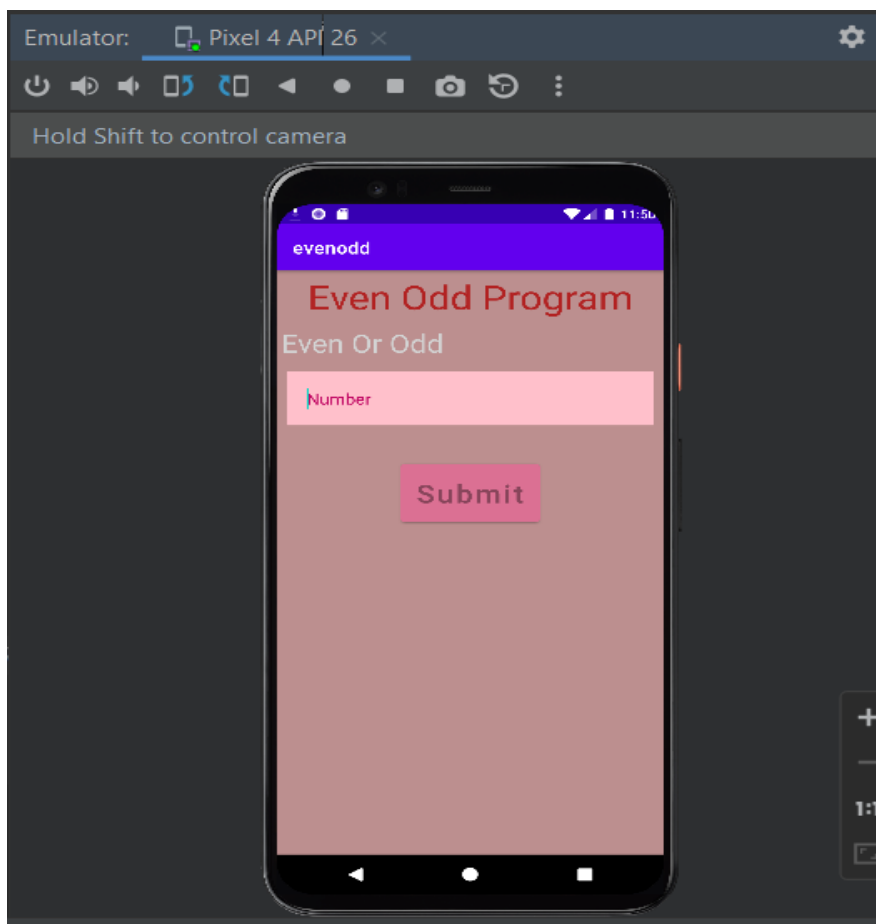 Emulator: Pixel 4 API 26
Hold Shift to control camera
evenodd
Even Odd Program
Even Or Odd
Number
Submit